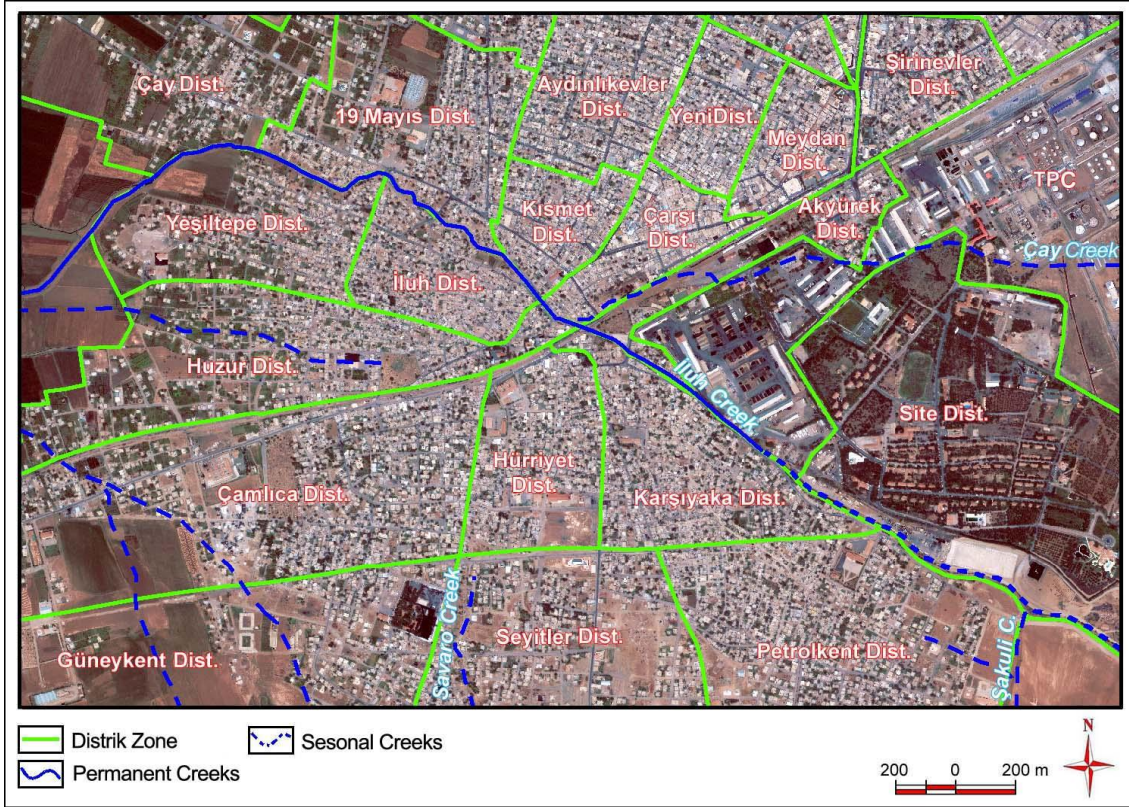 Çay Dist.
19 Mayıs Dist.
Aydınlıkevler
Dist.
YeniDist.
Meydan
Dist.
Şirinevler
Dist.
TPC
Yeşiltepe Dist.
Kısmet
Dist.
Çarşı
Dist.
Akyürek
Dist.
Çay Creek
İluh Dist.
Huzur Dist.
İluh Creek
Site Dist.
Çamlıca Dist.
Hürriyet
Dist.
Karşıyaka Dist.
Güneykent Dist.
Savaro Creek
Seyitler Dist.
Petrolkent Dist.
Şakuli C.
Distrik Zone
Sesonal Creeks
Permanent Creeks
200 0 200 m
N